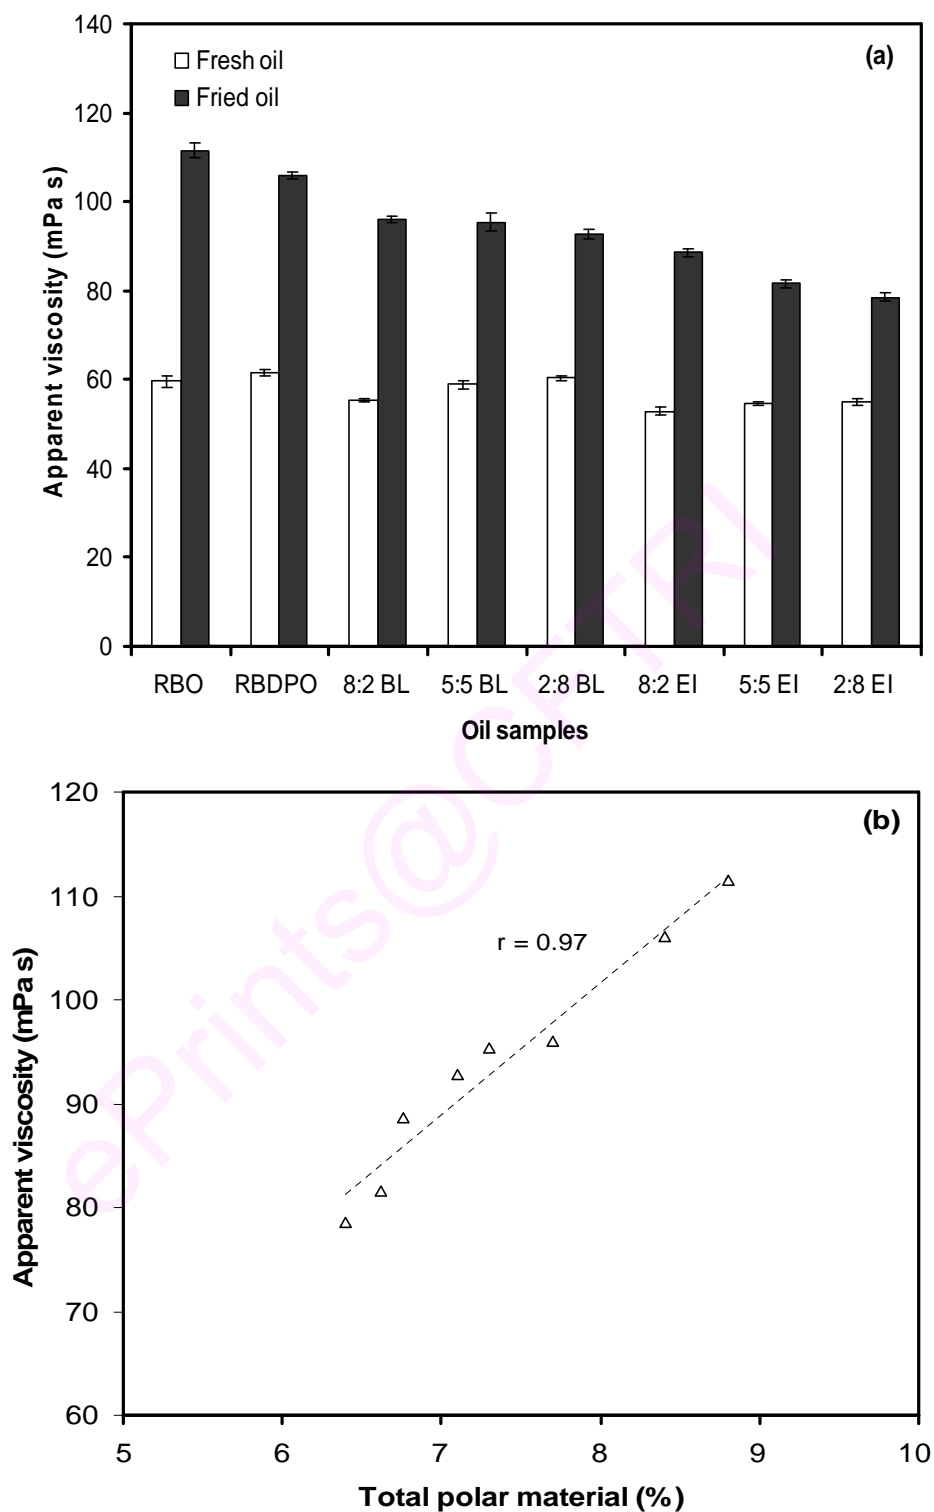 140
(a)
Fresh oil
Fried oil
120
100
80
60
40
20
0
Apparent viscosity (mPa s)
RBO RBDPO 8:2 BL 5:5 BL 2:8 BL 8:2 EI 5:5 EI 2:8 EI
Oil samples
120
(b)
110
r = 0.97
100
90
80
70
60
Apparent viscosity (mPa s)
5 6 7 8 9 10
Total polar material (%)
ePrints@CFTRI